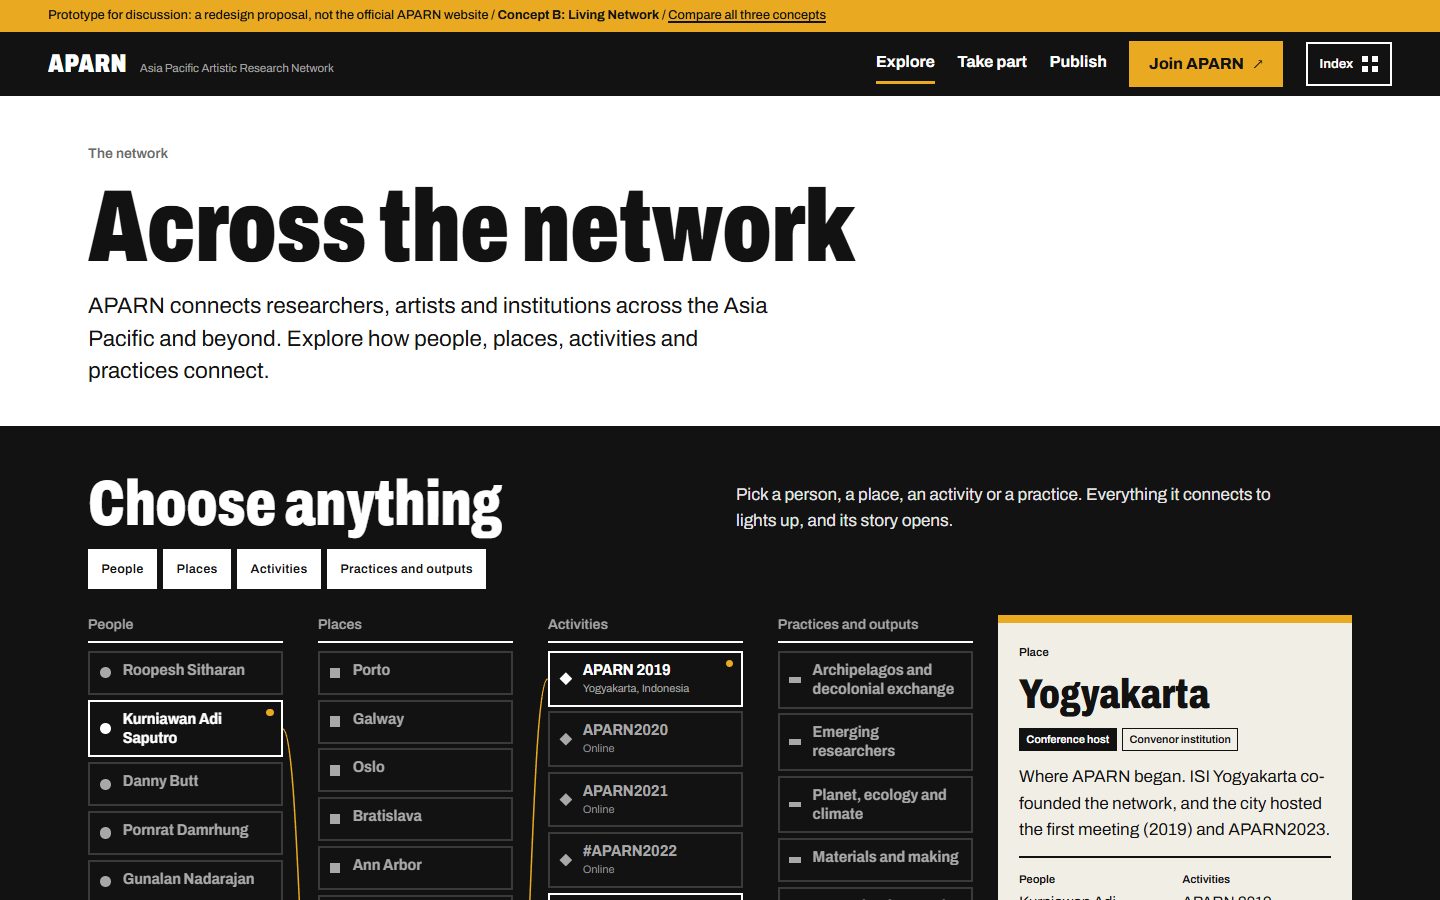 Prototype for discussion: a redesign proposal, not the official APARN website / Concept B: Living Network / Compare all three concepts
APARN
Asia Pacific Artistic Research Network
Explore
Take part
Publish
Join APARN ↗
Index
The network
Across the network
APARN connects researchers, artists and institutions across the Asia
Pacific and beyond. Explore how people, places, activities and
practices connect.
Choose anything
Pick a person, a place, an activity or a practice. Everything it connects to
lights up, and its story opens.
People
Places
Activities
Practices and outputs
People
Roopesh Sitharan
Kurniawan Adi
Saputro
Danny Butt
Pornrat Damrhung
Gunalan Nadarajan
Places
Porto
Galway
Oslo
Bratislava
Ann Arbor
Activities
APARN 2019
Yogyakarta, Indonesia
APARN2020
Online
APARN2021
Online
#APARN2022
Online
Practices and outputs
Archipelagos and
decolonial exchange
Emerging
researchers
Planet, ecology and
climate
Materials and making
Place
Yogyakarta
Conference host
Convenor institution
Where APARN began. ISI Yogyakarta co-
founded the network, and the city hosted
the first meeting (2019) and APARN2023.
People
Activities
Kurniawan Adi
APARN 2019